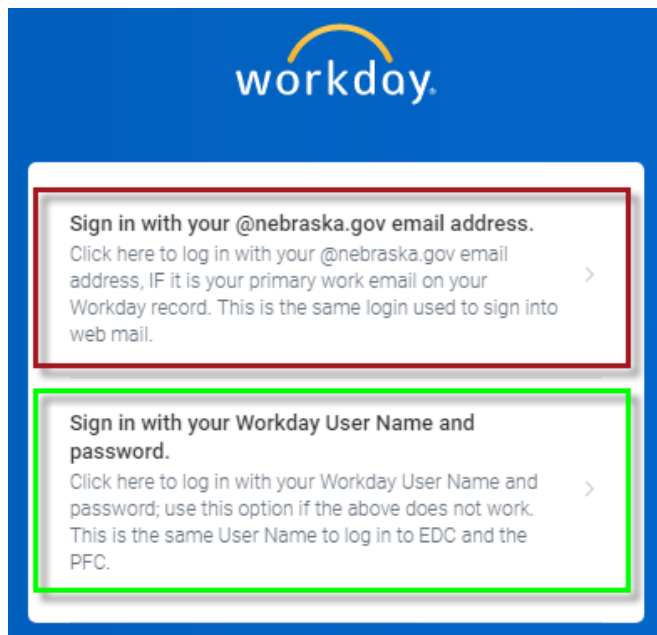 workday.
Sign in with your @nebraska.gov email address.
Click here to log in with your @nebraska.gov email
address, IF it is your primary work email on your
Workday record. This is the same login used to sign into
web mail.
Sign in with your Workday User Name and
password.
Click here to log in with your Workday User Name and
password; use this option if the above does not work.
This is the same User Name to log in to EDC and the
PFC.